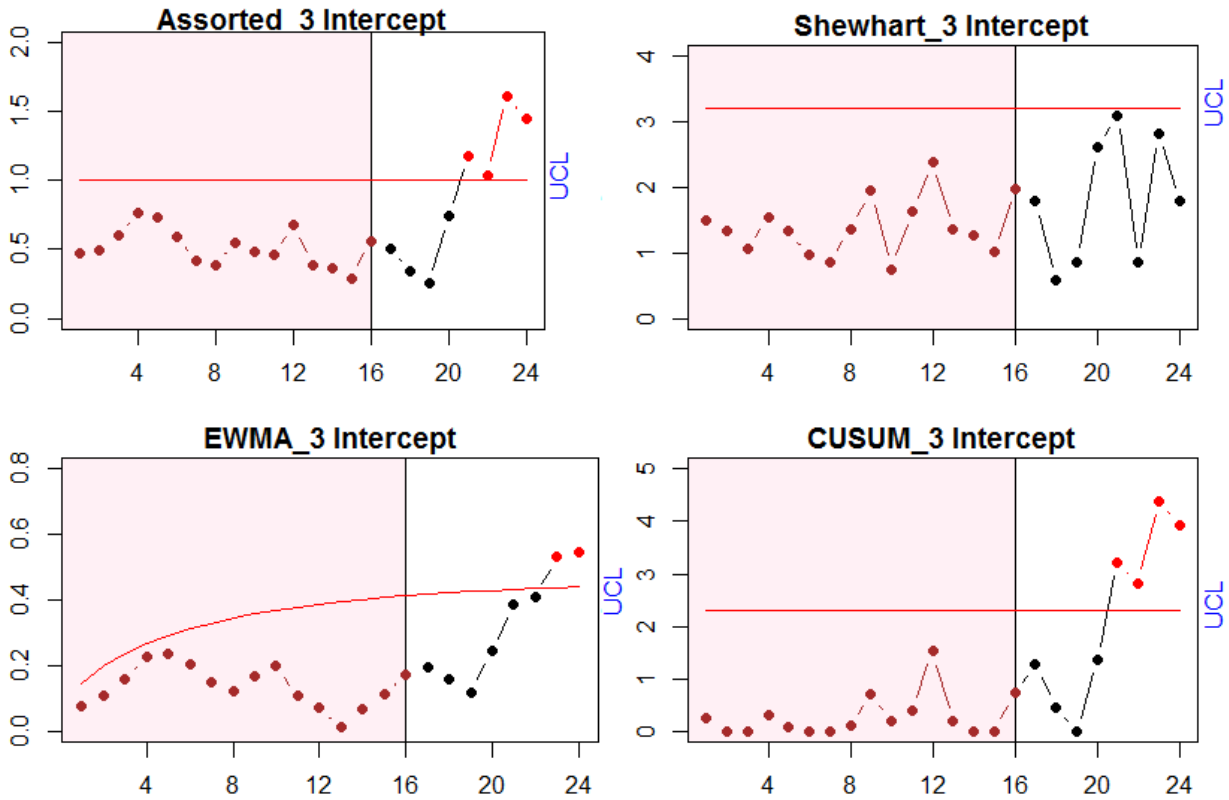 Assorted_3 Intercept
2.0
1.5
1.0
0.5
0.0
4 8 12 16 20 24
UCL
Shewhart_3 Intercept
4
3
2
1
0
4 8 12 16 20 24
UCL
EWMA_3 Intercept
0.8
0.6
0.4
0.2
0.0
4 8 12 16 20 24
UCL
CUSUM_3 Intercept
5
4
3
2
1
0
4 8 12 16 20 24
UCL